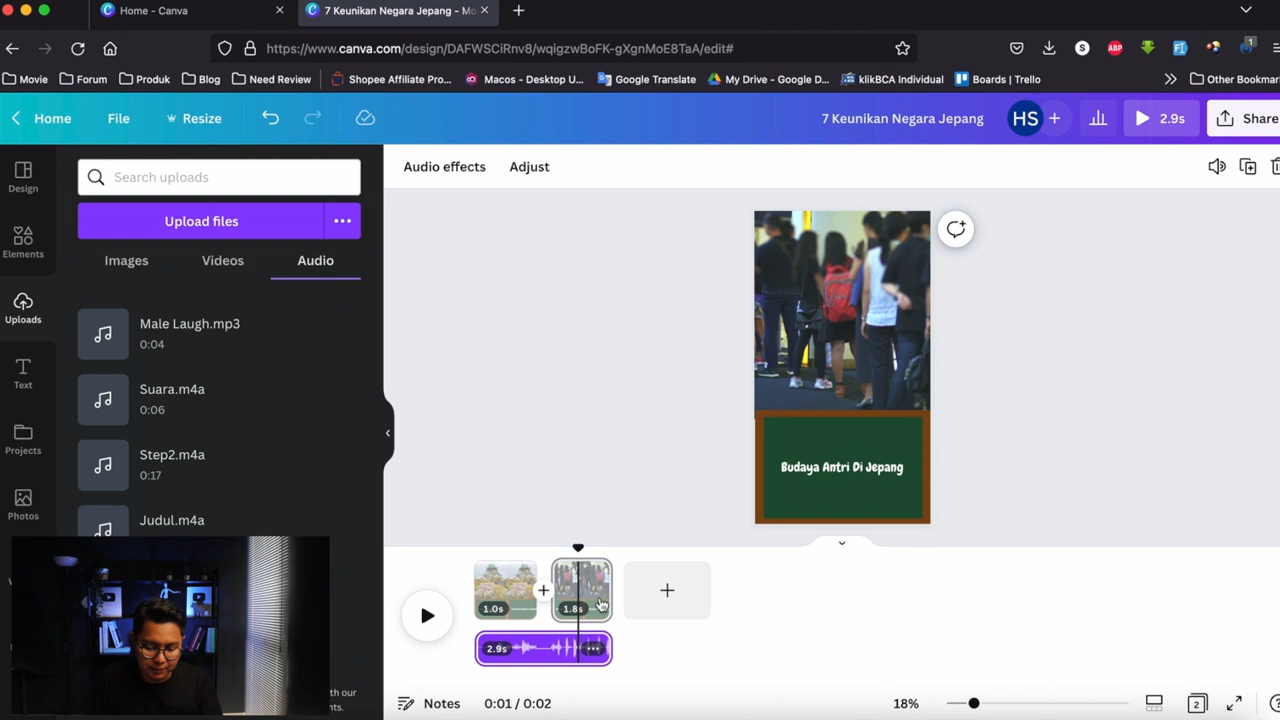 Home - Canva
7 Keunikan Negara Jepang - Mo
https://www.canva.com/design/DAFWSCiRnv8/wqigzwBoFK-gXgnMoE8TaA/edit#
S
ABP
1
Movie
Forum
Produk
Blog
Need Review
Shopee Affiliate Pro...
Macos - Desktop U...
Google Translate
My Drive - Google D...
klikBCA Individual
Boards | Trello
Other Bookmar
Home
File
Resize
7 Keunikan Negara Jepang
HS
2.9s
Share
Design
Elements
Uploads
Text
Projects
Photos
Search uploads
Upload files
Images
Videos
Audio
Male Laugh.mp3
0:04
Suara.m4a
0:06
Step2.m4a
0:17
Judul.m4a
Audio effects
Adjust
Budaya Antri Di Jepang
1.0s
1.8s
2.9s
Notes
0:01 / 0:02
18%
2